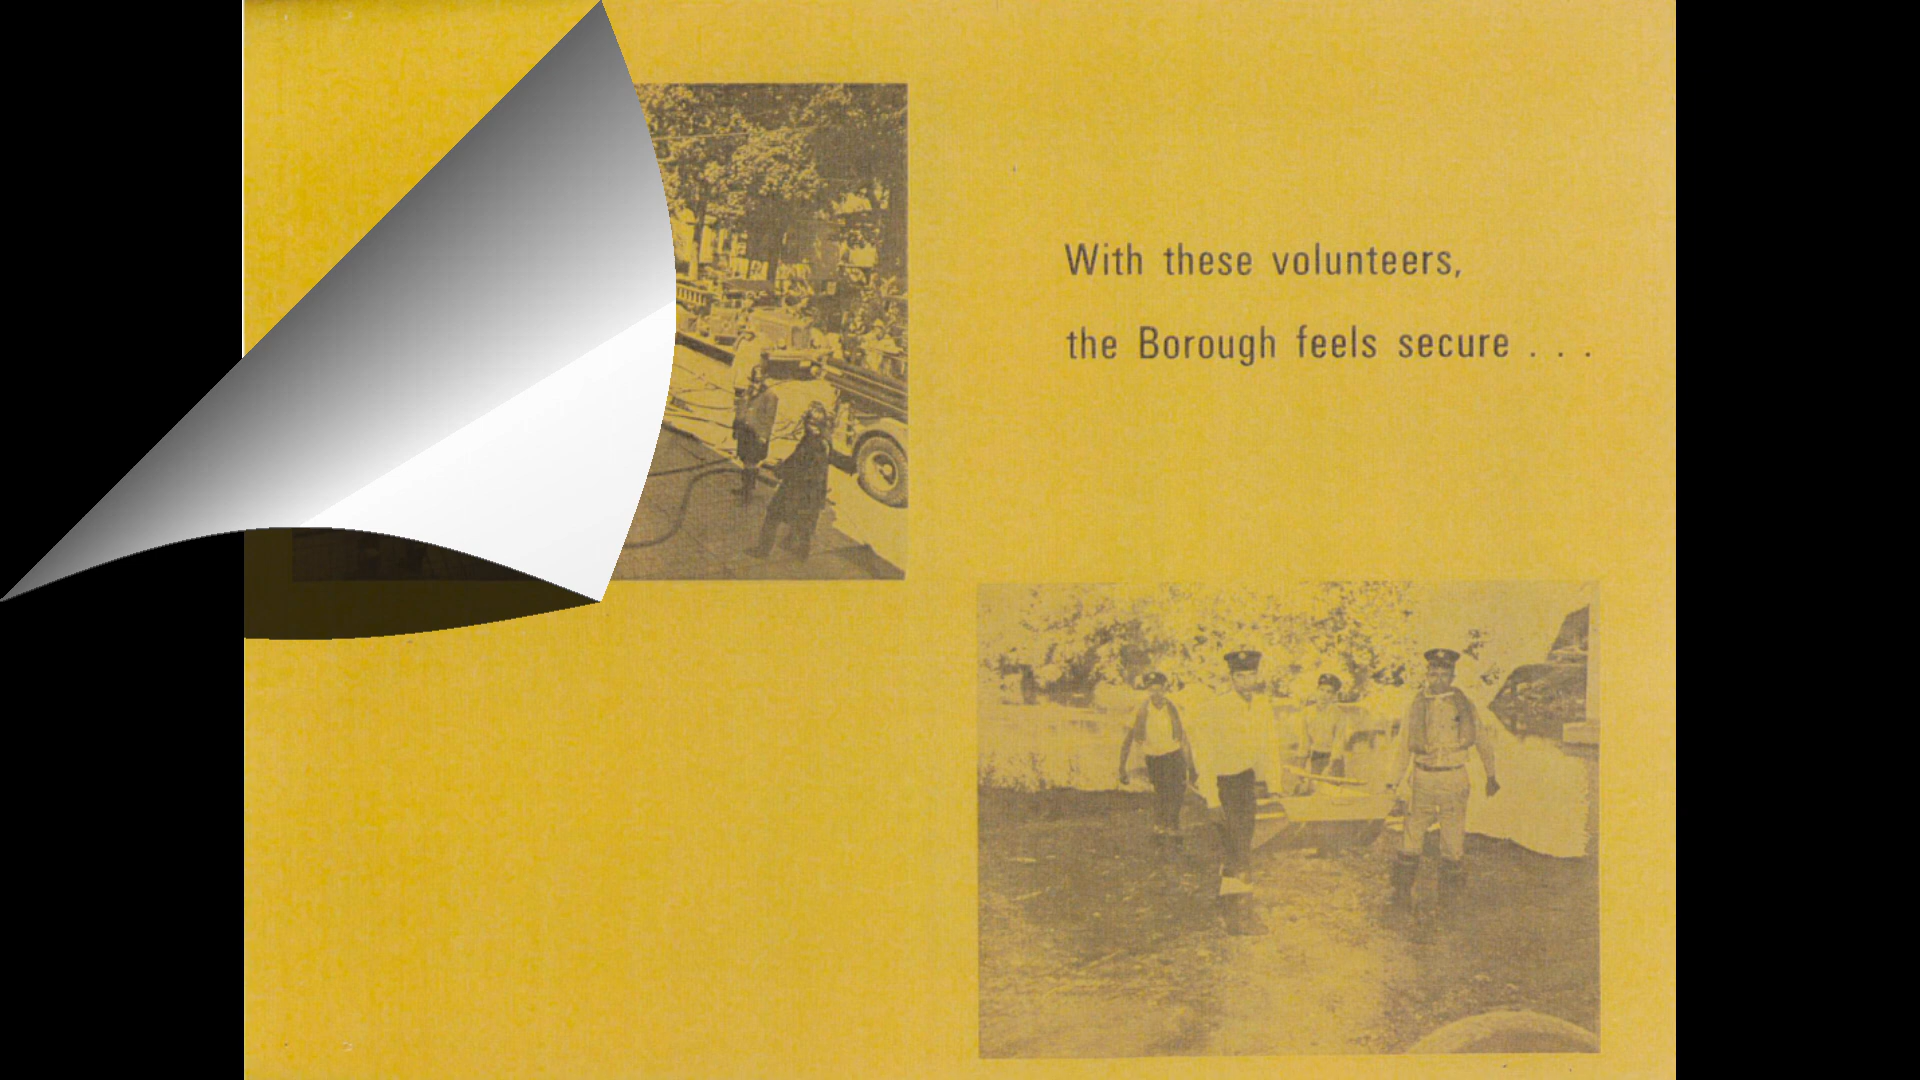 With these volunteers,
the Borough feels secure . . .